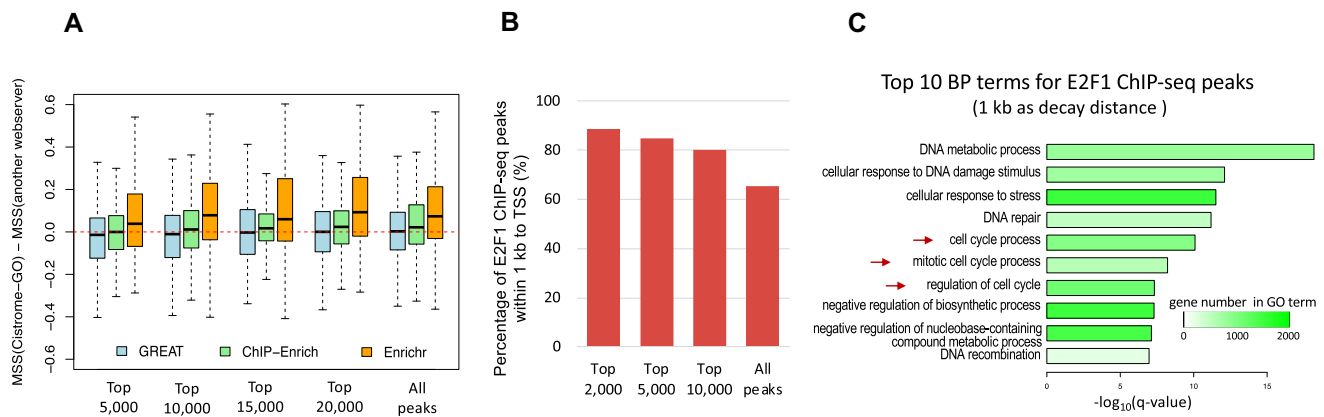 A
MSS(Cistrome−GO) − MSS(another webserver)
0.6
0.4
0.2
0.0
−0.2
−0.4
−0.6
GREAT
ChIP−Enrich
Enrichr
Top
5,000
Top
10,000
Top
15,000
Top
20,000
All
peaks
B
Percentage of E2F1 ChIP-seq peaks
within 1 kb to TSS (%)
100
80
60
40
20
0
Top
2,000
Top
5,000
Top
10,000
All
peaks
C
Top 10 BP terms for E2F1 ChIP-seq peaks
(1 kb as decay distance )
DNA metabolic process
cellular response to DNA damage stimulus
cellular response to stress
DNA repair
cell cycle process
mitotic cell cycle process
regulation of cell cycle
negative regulation of biosynthetic process
negative regulation of nucleobase-containing
compound metabolic process
DNA recombination
gene number in GO term
0 1000 2000
0 5 10 15
-log10(q-value)